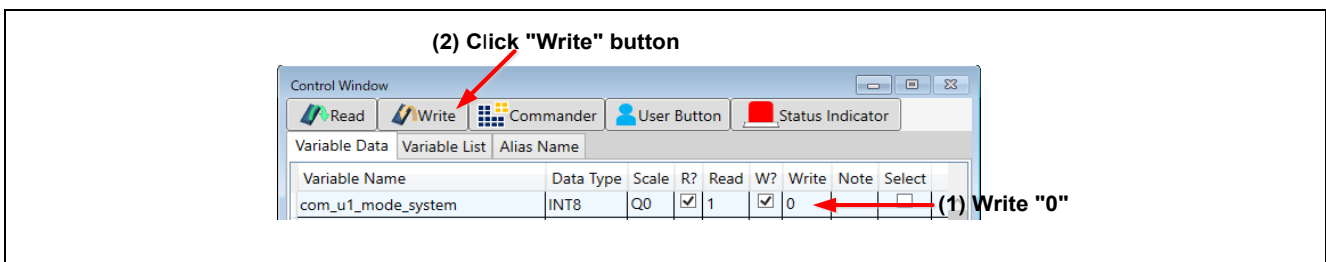 (2) Click "Write" button
Control Window
Read Write Commander User Button Status Indicator
Variable Data Variable List Alias Name
Variable Name Data Type Scale R? Read W? Write Note Select
com_u1_mode_system INT8 Q0 1 0
(1) Write "0"